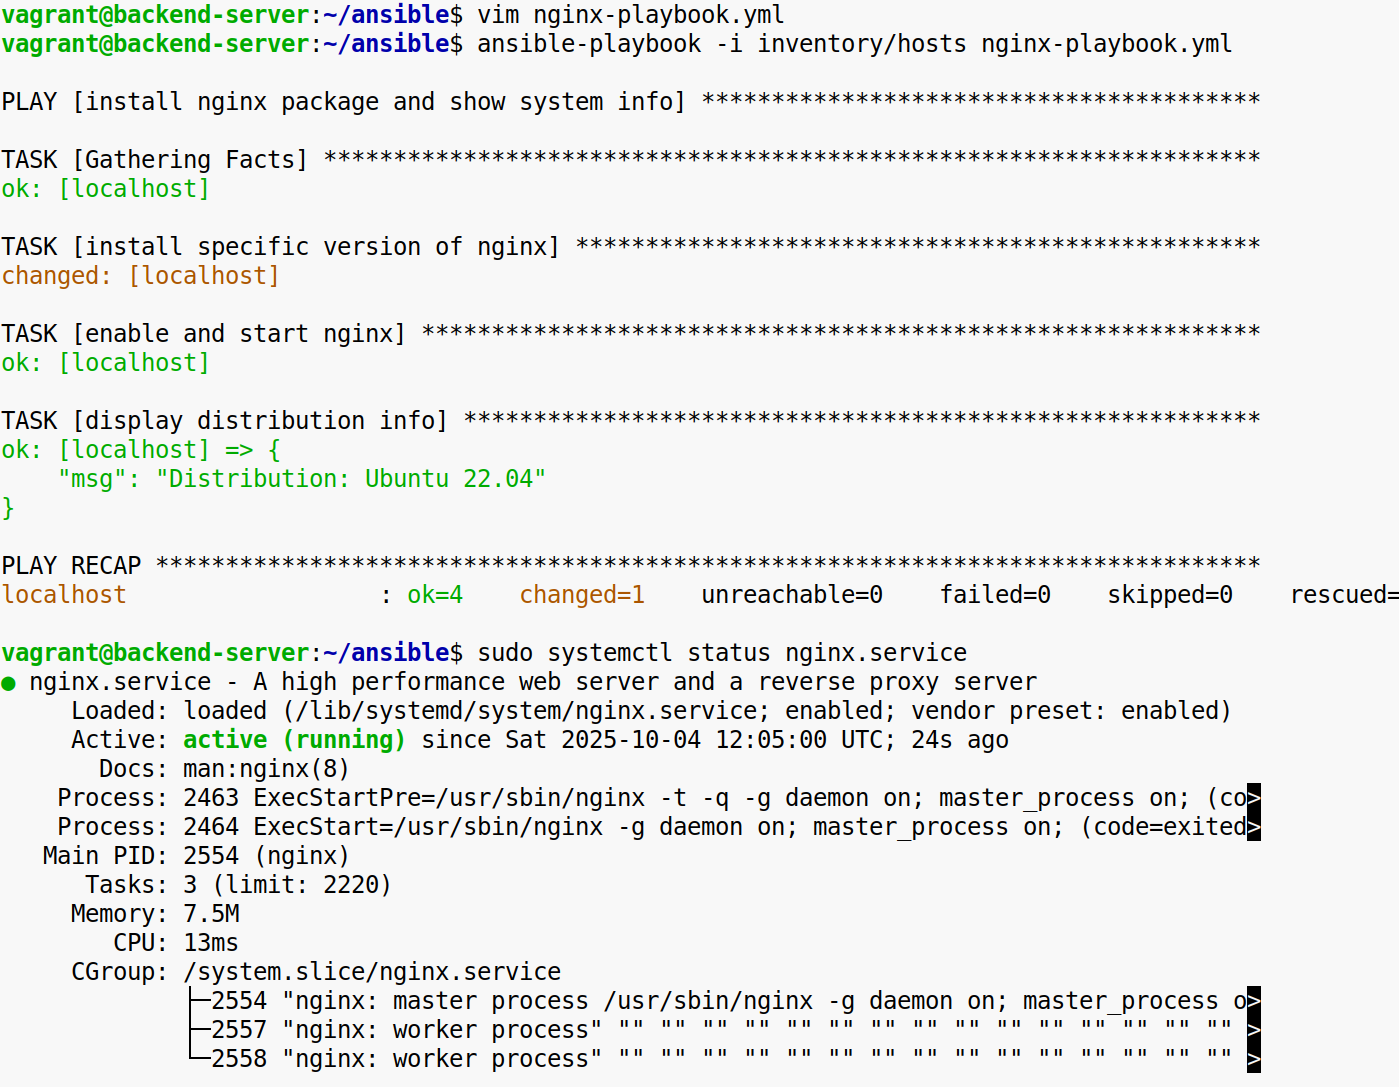 vagrant@backend-server:~/ansible$ vim nginx-playbook.yml
vagrant@backend-server:~/ansible$ ansible-playbook -i inventory/hosts nginx-playbook.yml
PLAY [install nginx package and show system info] ****************************************
TASK [Gathering Facts] *******************************************************************
ok: [localhost]
TASK [install specific version of nginx] *************************************************
changed: [localhost]
TASK [enable and start nginx] ************************************************************
ok: [localhost]
TASK [display distribution info] *********************************************************
ok: [localhost] => {
    "msg": "Distribution: Ubuntu 22.04"
}
PLAY RECAP *******************************************************************************
localhost                  : ok=4    changed=1    unreachable=0    failed=0    skipped=0    rescued=
vagrant@backend-server:~/ansible$ sudo systemctl status nginx.service
● nginx.service - A high performance web server and a reverse proxy server
     Loaded: loaded (/lib/systemd/system/nginx.service; enabled; vendor preset: enabled)
     Active: active (running) since Sat 2025-10-04 12:05:00 UTC; 24s ago
       Docs: man:nginx(8)
    Process: 2463 ExecStartPre=/usr/sbin/nginx -t -q -g daemon on; master_process on; (co>
    Process: 2464 ExecStart=/usr/sbin/nginx -g daemon on; master_process on; (code=exited>
   Main PID: 2554 (nginx)
      Tasks: 3 (limit: 2220)
     Memory: 7.5M
        CPU: 13ms
     CGroup: /system.slice/nginx.service
             ├─2554 "nginx: master process /usr/sbin/nginx -g daemon on; master_process o>
             ├─2557 "nginx: worker process" "" "" "" "" "" "" "" "" "" "" "" "" "" "" "" >
             └─2558 "nginx: worker process" "" "" "" "" "" "" "" "" "" "" "" "" "" "" "" >